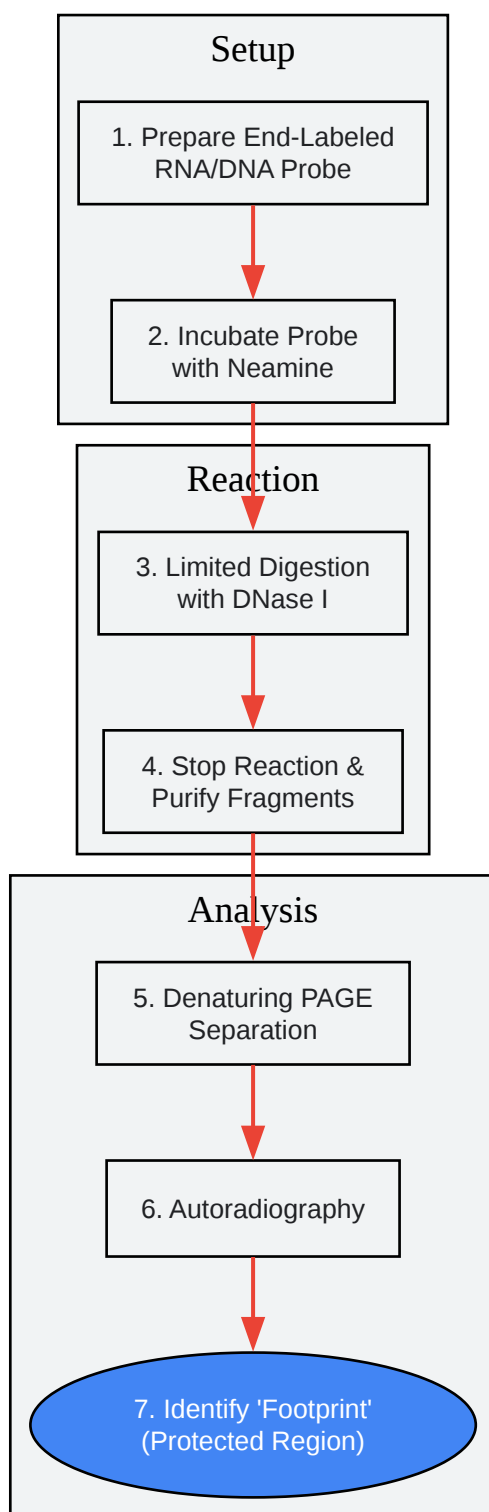 Setup
1. Prepare End-Labeled
RNA/DNA Probe
2. Incubate Probe
with Neamine
Reaction
3. Limited Digestion
with DNase I
4. Stop Reaction &
Purify Fragments
Analysis
5. Denaturing PAGE
Separation
6. Autoradiography
7. Identify 'Footprint'
(Protected Region)